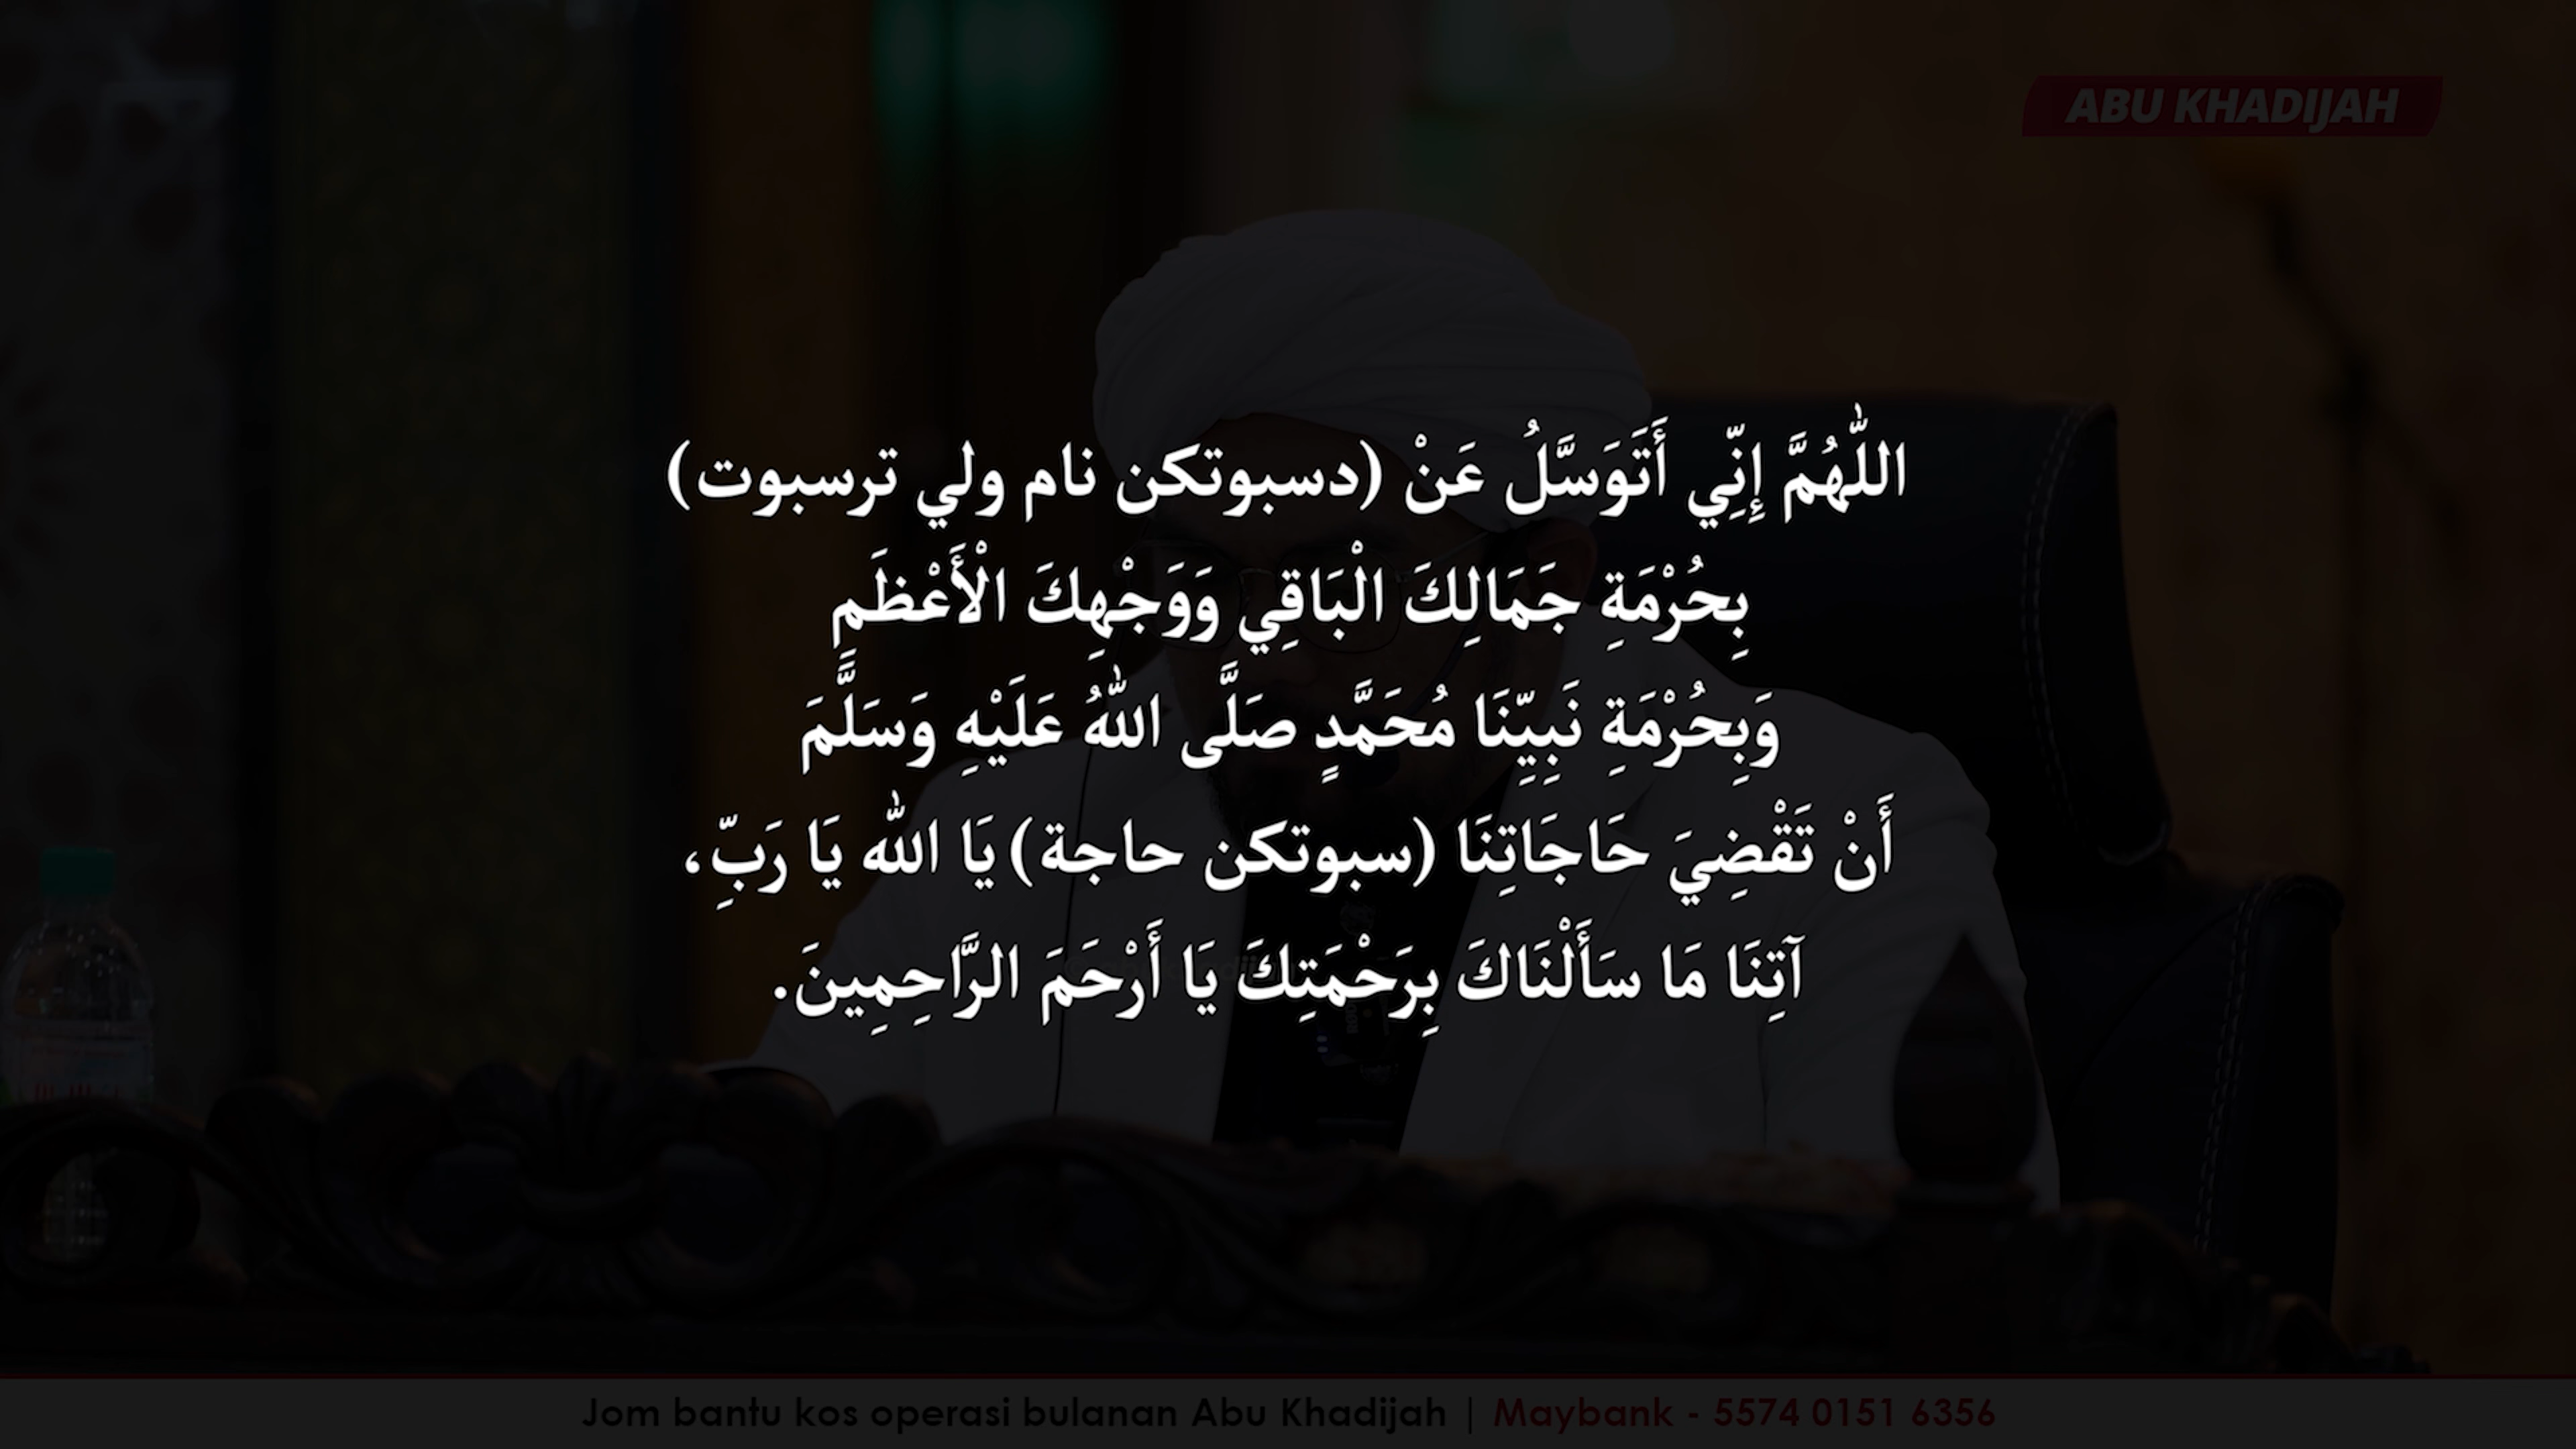 ABU KHADIJAH
اللّٰهُمَّ إِنِّي أَتَوَسَّلُ عَنْ (دسبوتكن نام ولي ترسبوت)
بِحُرْمَةِ جَمَالِكَ الْبَاقِي وَوَجْهِكَ الْأَعْظَمِ
وَبِحُرْمَةِ نَبِيِّنَا مُحَمَّدٍ صَلَّى اللّٰهُ عَلَيْهِ وَسَلَّمَ
أَنْ تَقْضِيَ حَاجَاتِنَا (سبوتكن حاجة) يَا اللّٰه يَا رَبِّ،
آتِنَا مَا سَأَلْنَاكَ بِرَحْمَتِكَ يَا أَرْحَمَ الرَّاحِمِينَ.
Jom bantu kos operasi bulanan Abu Khadijah | Maybank - 5574 0151 6356